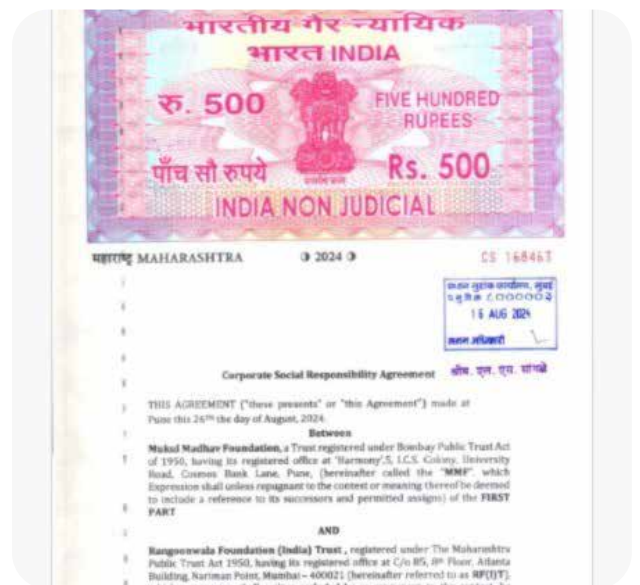 भारतीय गैर न्यायिक
भारत INDIA
रु. 500
FIVE HUNDRED
RUPEES
पाँच सौ रुपये
Rs. 500
INDIA NON JUDICIAL
महाराष्ट्र MAHARASHTRA
2024
CS 168463
16 AUG 2024
Corporate Social Responsibility Agreement
THIS AGREEMENT ("these presents" or "this Agreement") made at
Pune this 26TH the day of August, 2024.
Between
Mukul Madhav Foundation, a Trust registered under Bombay Public Trust Act
of 1950, having its registered office at 'Harmony',5, I.C.S. Colony, University
Road, Cosmos Bank Lane, Pune, (hereinafter called the "MMF", which
Expression shall unless repugnant to the context or meaning thereof be deemed
to include a reference to its successors and permitted assigns) of the FIRST
PART
AND
Rangoonwala Foundation (India) Trust , registered under The Maharashtra
Public Trust Act 1950, having its registered office at C/o B5, 8th Floor, Atlanta
Building, Nariman Point, Mumbai – 400021 (hereinafter referred to as RF(I)T),